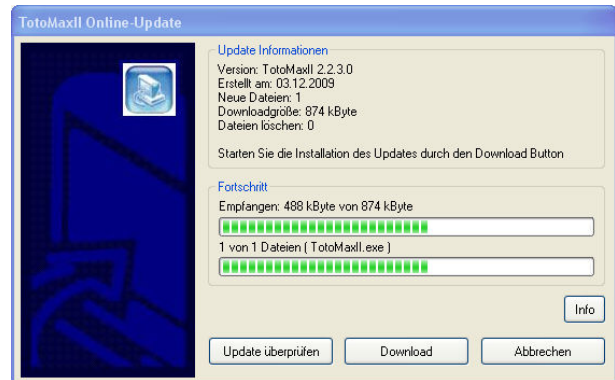 TotoMaxII Online-Update
Update Informationen
Version: TotoMaxII 2.2.3.0
Erstellt am: 03.12.2009
Neue Dateien: 1
Downloadgröße: 874 kByte
Dateien löschen: 0
Starten Sie die Installation des Updates durch den Download Button
Fortschritt
Empfangen: 488 kByte von 874 kByte
1 von 1 Dateien ( TotoMaxII.exe )
Info
Update überprüfen
Download
Abbrechen